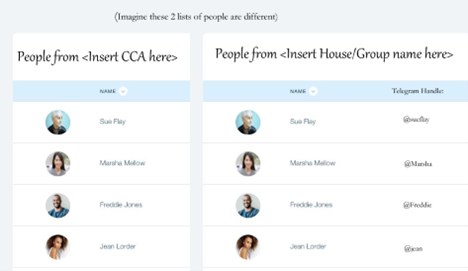 (Imagine these 2 lists of people are different)
People from <Insert CCA here>
NAME
Sue Flay
Marsha Mellow
Freddie Jones
Jean Lorder
People from <Insert House/Group name here>
NAME Telegram Handle:
Sue Flay @sueflay
Marsha Mellow @Marsha
Freddie Jones @Freddie
Jean Lorder @jean